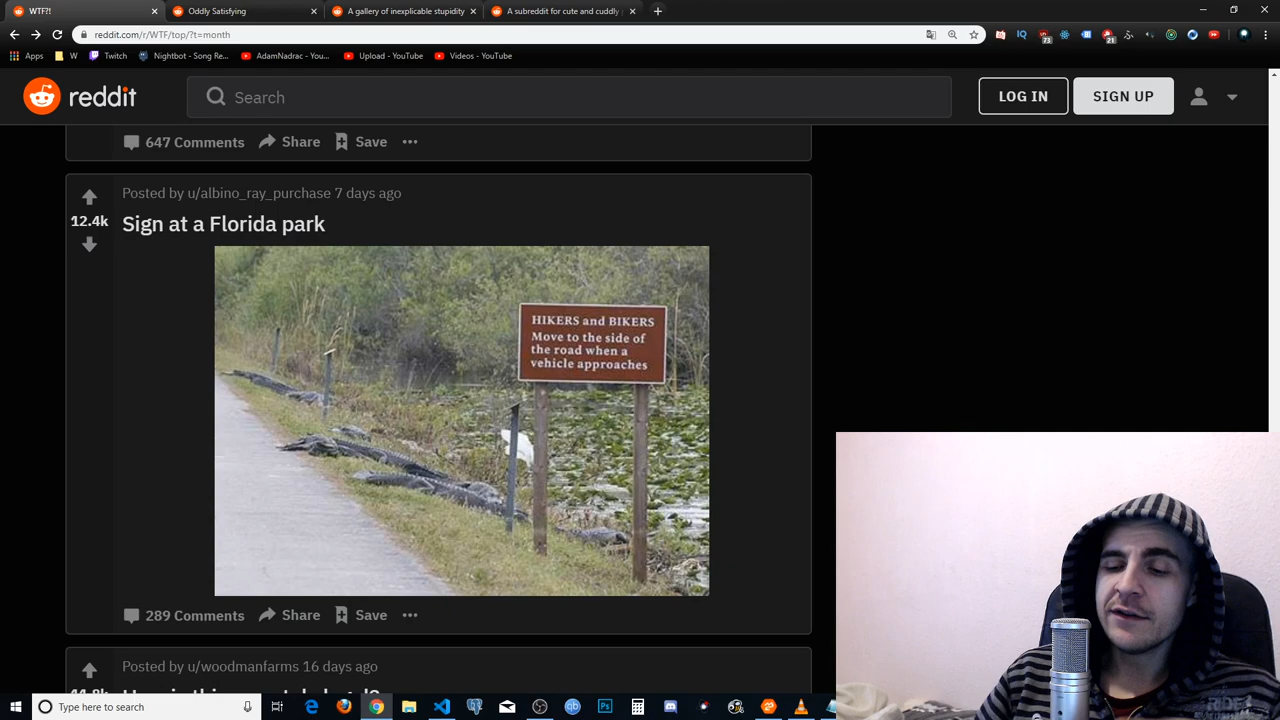 WTF?!
Oddly Satisfying
A gallery of inexplicable stupidity
A subreddit for cute and cuddly
reddit.com/r/WTF/top/?t=month
Apps
W
Twitch
Nightbot - Song Re...
AdamNadrac - You...
Upload - YouTube
Videos - YouTube
73
21
reddit
Search
LOG IN
SIGN UP
647 Comments
Share
Save
Posted by u/albino_ray_purchase 7 days ago
12.4k
Sign at a Florida park
HIKERS and BIKERS
Move to the side of
the road when a
vehicle approaches
289 Comments
Share
Save
Posted by u/woodmanfarms 16 days ago
Type here to search
qb
Ps